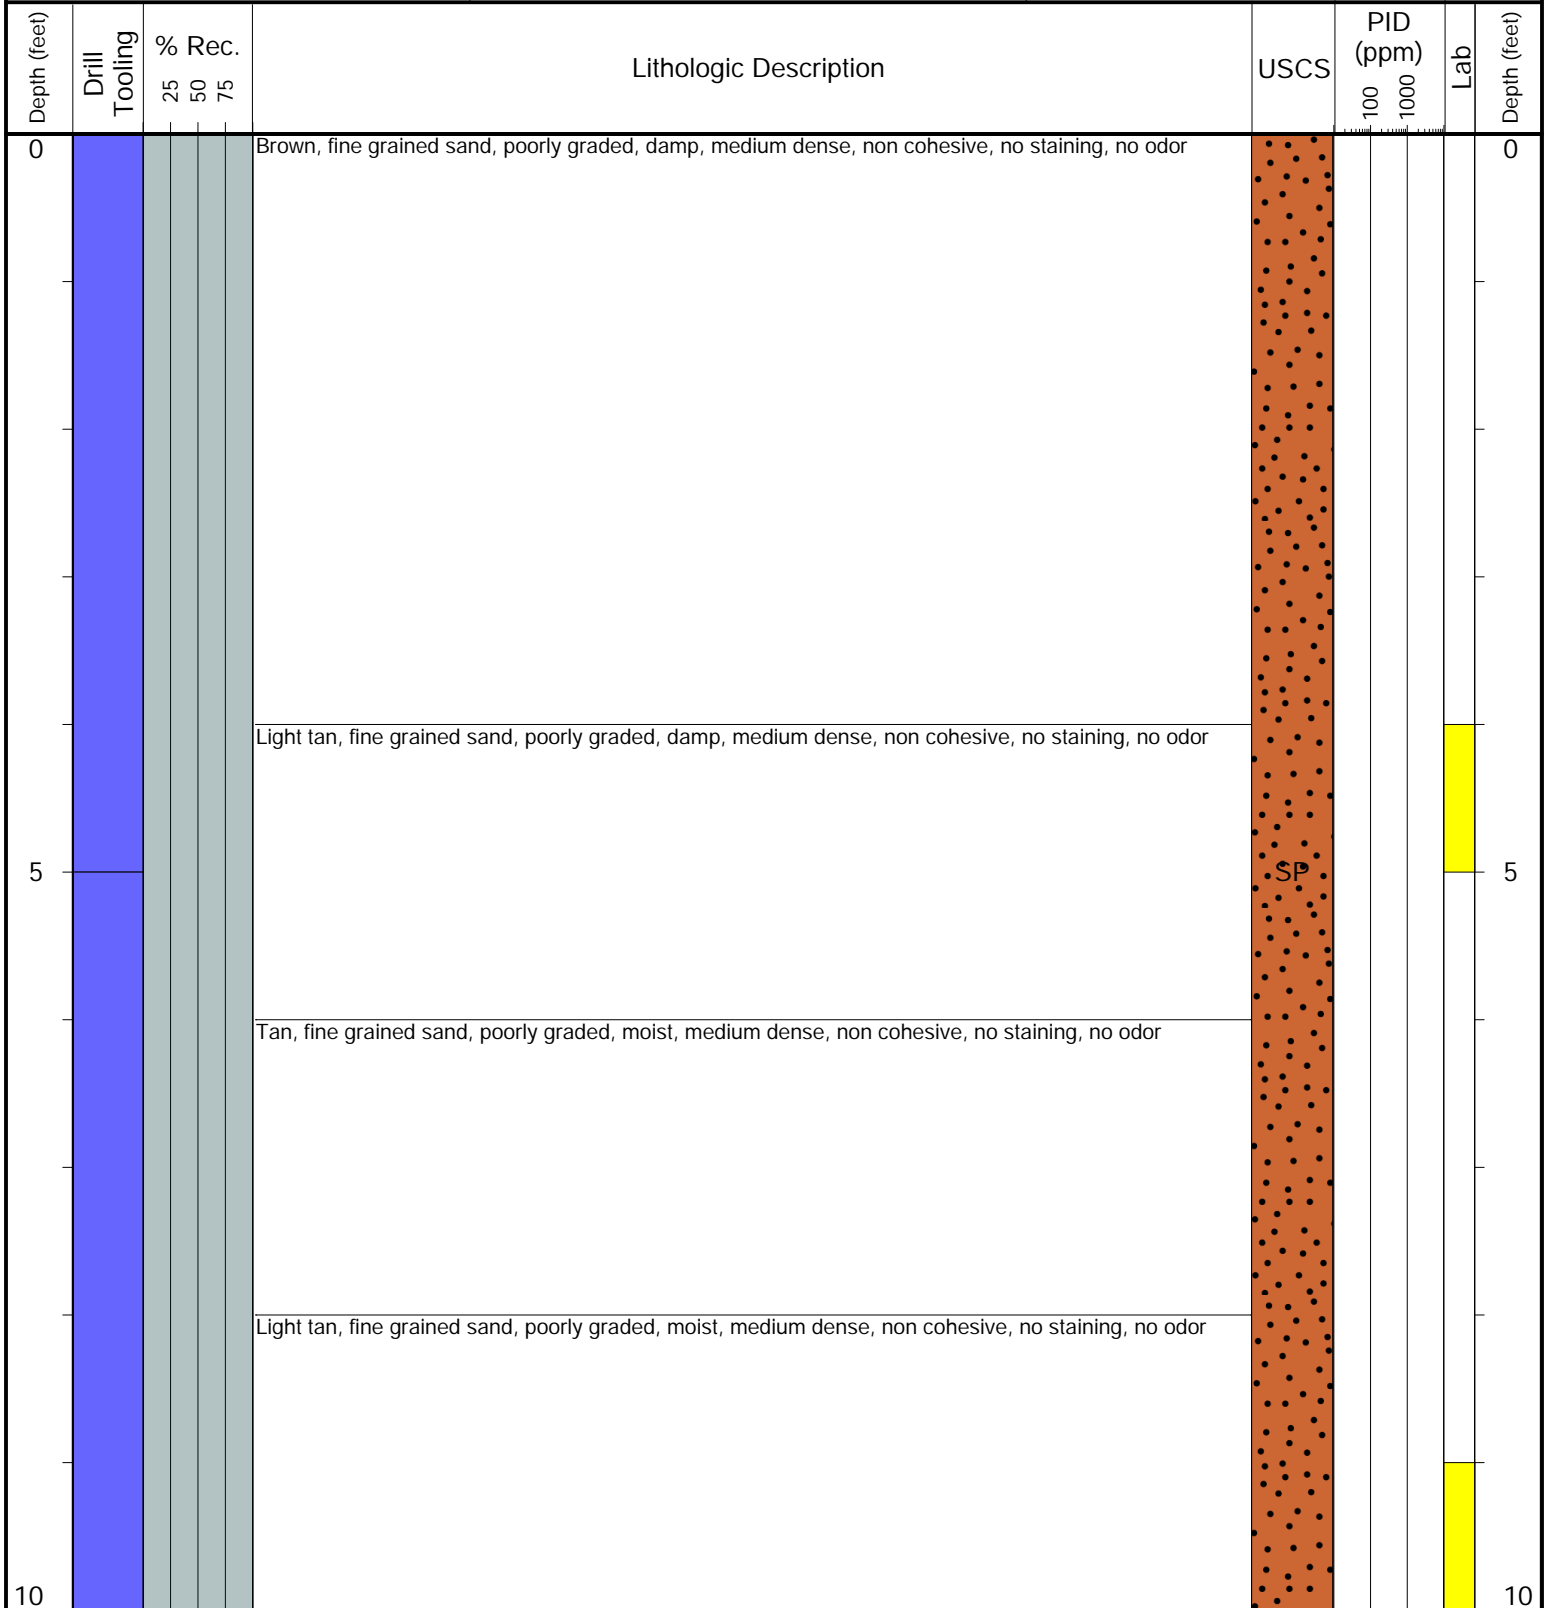 Depth (feet)
Drill
Tooling
% Rec.
25
50
75
Lithologic Description
USCS
PID
(ppm)
100
1000
Lab
Depth (feet)
0
Brown, fine grained sand, poorly graded, damp, medium dense, non cohesive, no staining, no odor
0
Light tan, fine grained sand, poorly graded, damp, medium dense, non cohesive, no staining, no odor
5
SP
5
Tan, fine grained sand, poorly graded, moist, medium dense, non cohesive, no staining, no odor
Light tan, fine grained sand, poorly graded, moist, medium dense, non cohesive, no staining, no odor
10
10